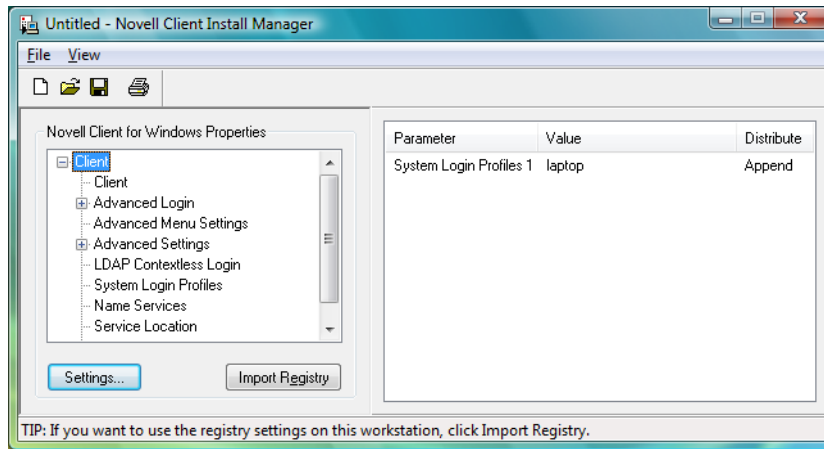 Untitled - Novell Client Install Manager
File View
Novell Client for Windows Properties
Client
Client
Advanced Login
Advanced Menu Settings
Advanced Settings
LDAP Contextless Login
System Login Profiles
Name Services
Service Location
Settings...
Import Registry
Parameter Value Distribute
System Login Profiles 1 laptop Append
TIP: If you want to use the registry settings on this workstation, click Import Registry.